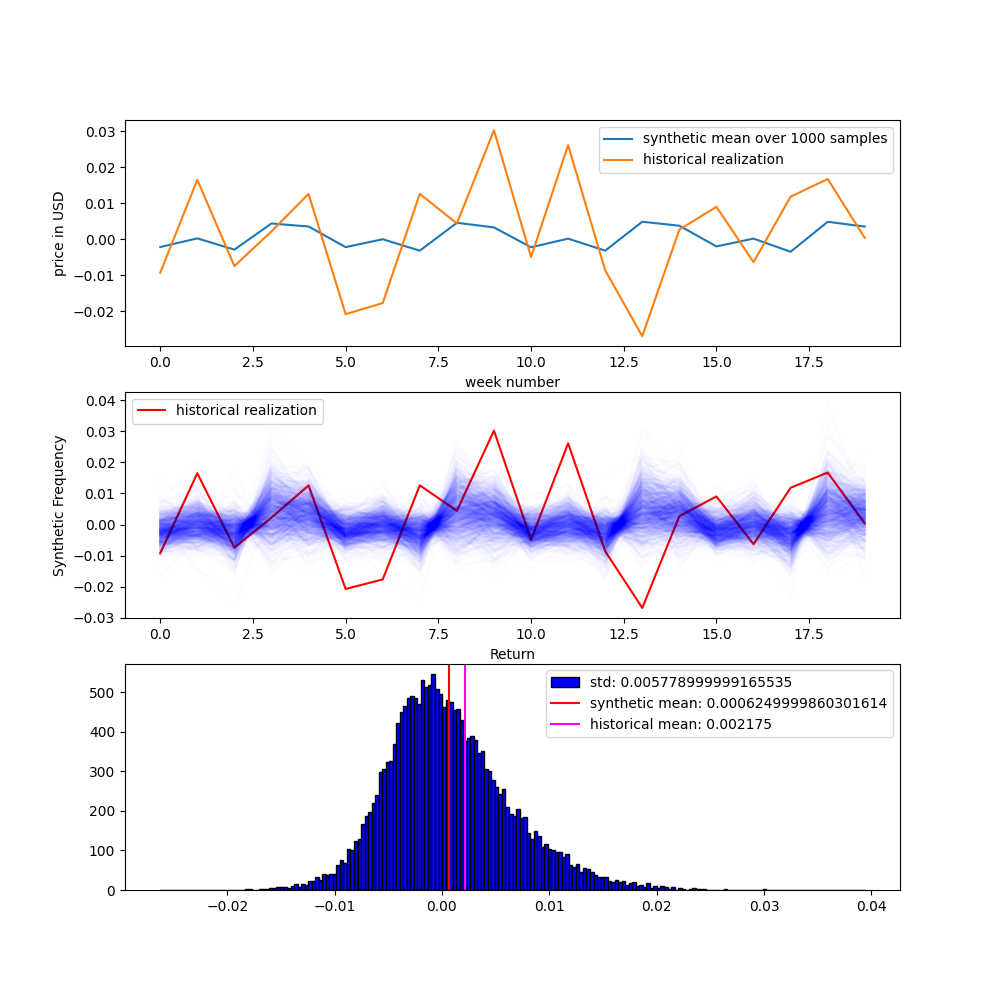 synthetic mean over 1000 samples
historical realization
price in USD
0.03
0.02
0.01
0.00
−0.01
−0.02
0.0 2.5 5.0 7.5 10.0 12.5 15.0 17.5
week number
historical realization
Synthetic Frequency
0.04
0.03
0.02
0.01
0.00
−0.01
−0.02
−0.03
0.0 2.5 5.0 7.5 10.0 12.5 15.0 17.5
Return
std: 0.005778999999165535
synthetic mean: 0.0006249999860301614
historical mean: 0.002175
500
400
300
200
100
0
−0.02 −0.01 0.00 0.01 0.02 0.03 0.04